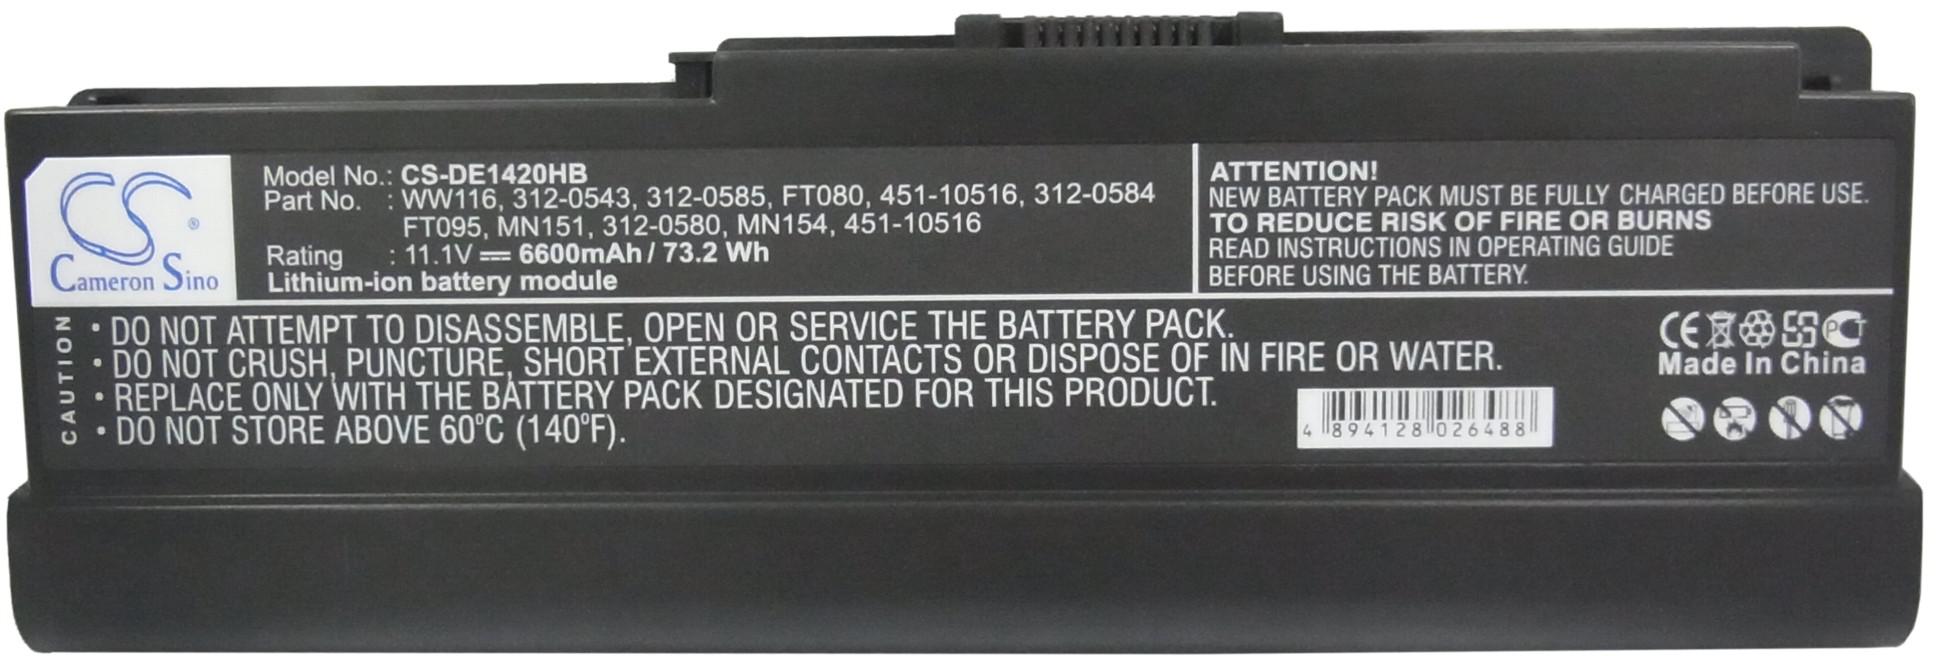 CS ®
Cameron Sino
Model No.: CS-DE1420HB
Part No. : WW116, 312-0543, 312-0585, FT080, 451-10516, 312-0584
FT095, MN151, 312-0580, MN154, 451-10516
Rating : 11.1V ⎓ 6600mAh / 73.2 Wh
Lithium-ion battery module
ATTENTION!
NEW BATTERY PACK MUST BE FULLY CHARGED BEFORE USE.
TO REDUCE RISK OF FIRE OR BURNS
READ INSTRUCTIONS IN OPERATING GUIDE
BEFORE USING THE BATTERY.
CAUTION
• DO NOT ATTEMPT TO DISASSEMBLE, OPEN OR SERVICE THE BATTERY PACK.
• DO NOT CRUSH, PUNCTURE, SHORT EXTERNAL CONTACTS OR DISPOSE OF IN FIRE OR WATER.
• REPLACE ONLY WITH THE BATTERY PACK DESIGNATED FOR THIS PRODUCT.
• DO NOT STORE ABOVE 60°C (140°F).
CE PCT
Made In China
4 894128 026488